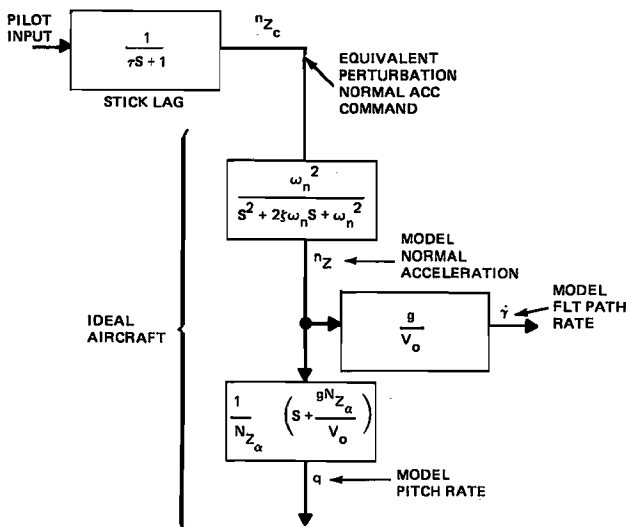 PILOT
INPUT
1
τS + 1
STICK LAG
nZc
EQUIVALENT
PERTURBATION
NORMAL ACC
COMMAND
ωn²
S² + 2ξωnS + ωn²
nZ
MODEL
NORMAL
ACCELERATION
IDEAL
AIRCRAFT
g
Vo
γ̇
MODEL
FLT PATH
RATE
1
NZα
(S + gNZα / Vo)
q
MODEL
PITCH RATE